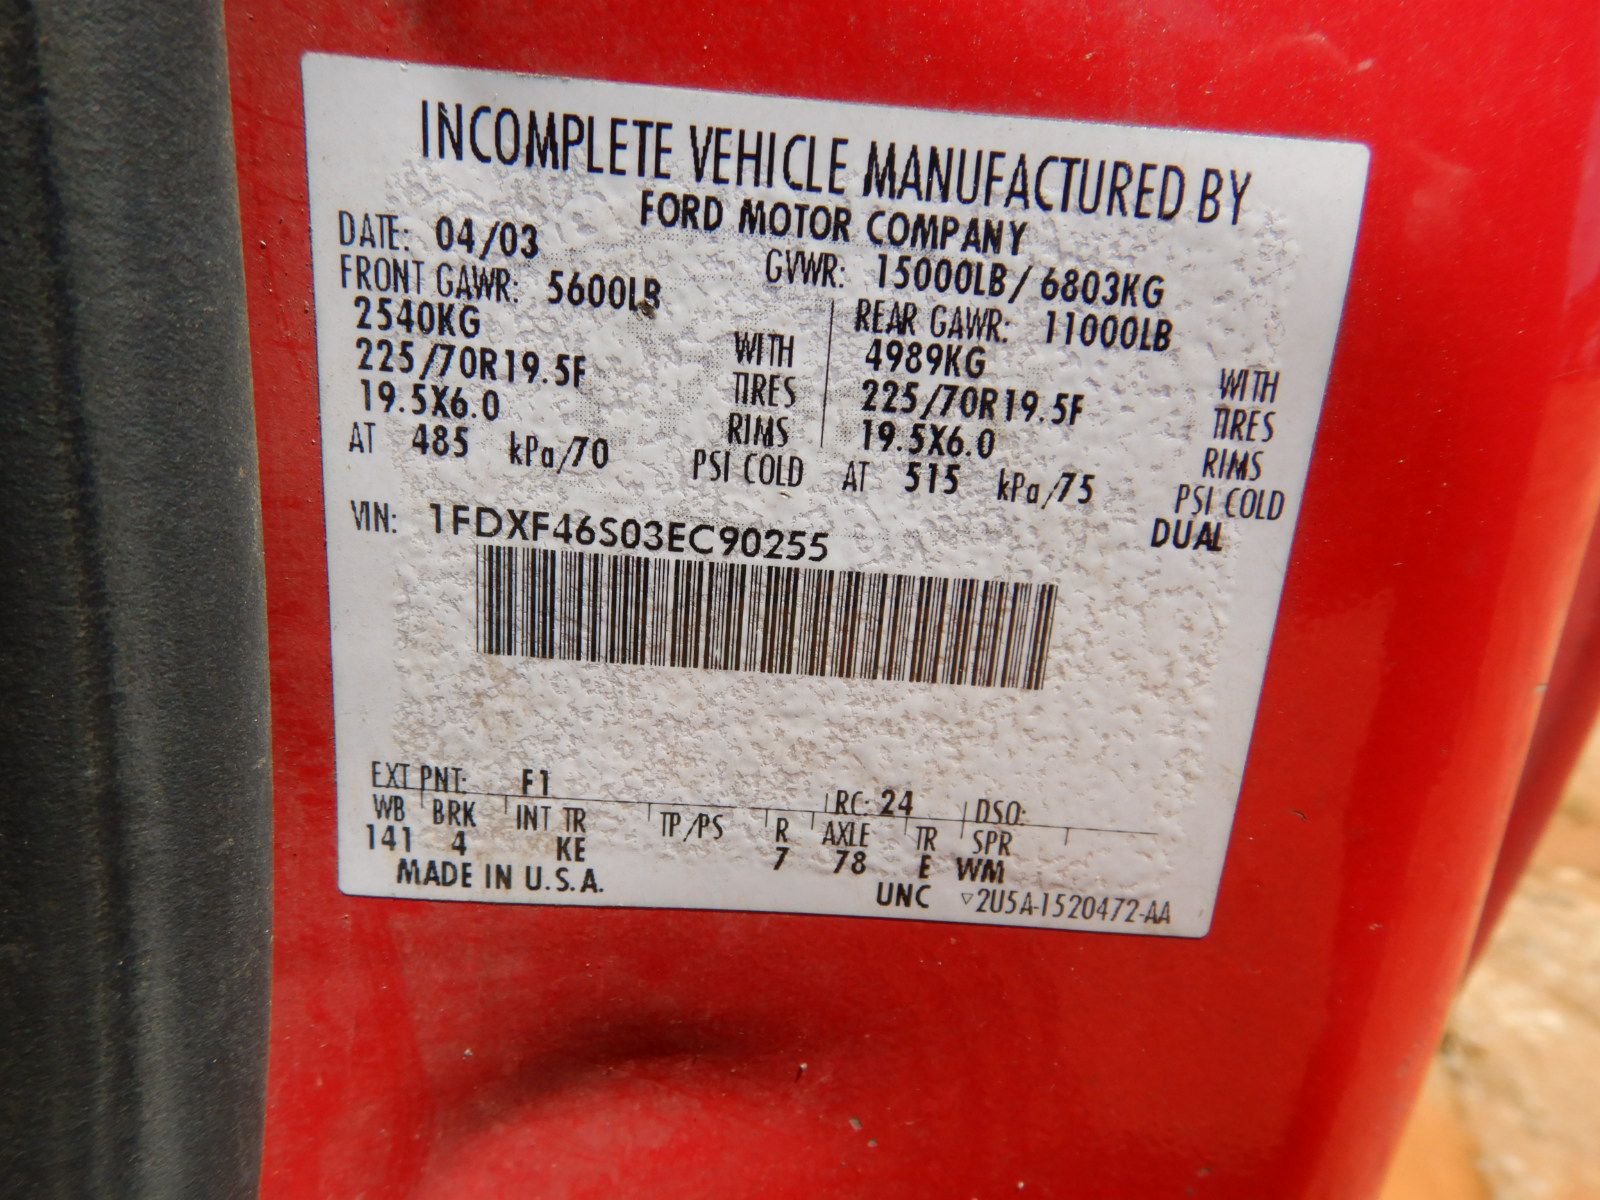 INCOMPLETE VEHICLE MANUFACTURED BY
FORD MOTOR COMPANY
DATE: 04/03 GVWR: 15000LB/6803KG
FRONT GAWR: 5600LB REAR GAWR: 11000LB
2540KG WITH 4989KG WITH
225/70R19.5F TIRES 225/70R19.5F TIRES
19.5X6.0 RIMS 19.5X6.0 RIMS
AT 485 kPa/70 PSI COLD AT 515 kPa/75 PSI COLD
DUAL
VIN: 1FDXF46S03EC90255
EXT PNT: F1 RC: 24 DSO:
WB BRK INT TR TP/PS R AXLE TR SPR
141 4 KE 7 78 E WM
MADE IN U.S.A. UNC ▽2U5A-1520472-AA